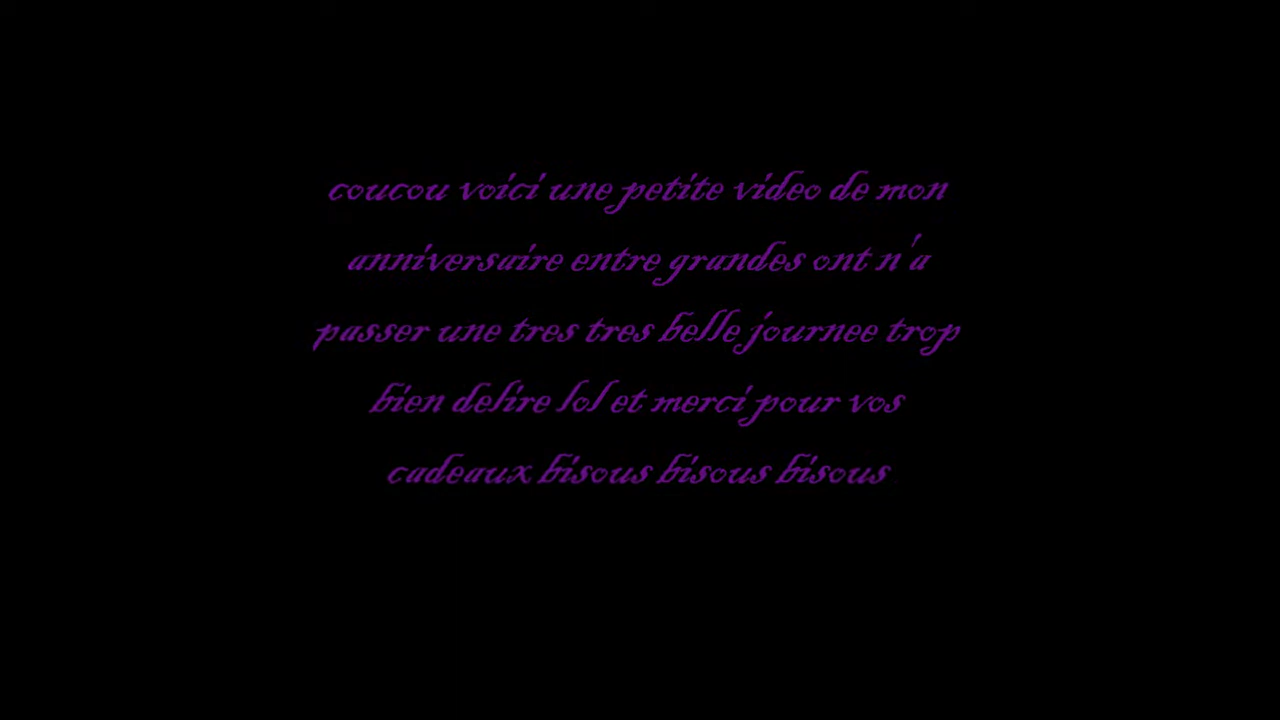 coucou voici une petite video de mon
anniversaire entre grandes ont n'a
passer une tres tres belle journee trop
bien delire lol et merci pour vos
cadeaux bisous bisous bisous